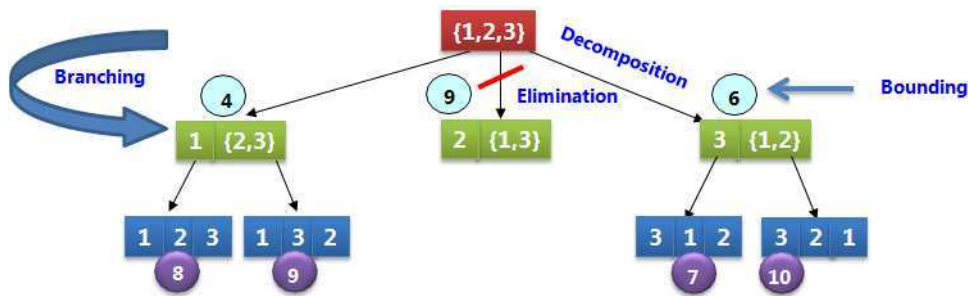 {1,2,3}
Decomposition
Branching
4
9
Elimination
6
Bounding
1 {2,3}
2 {1,3}
3 {1,2}
1 2 3
1 3 2
3 1 2
3 2 1
8
9
7
10